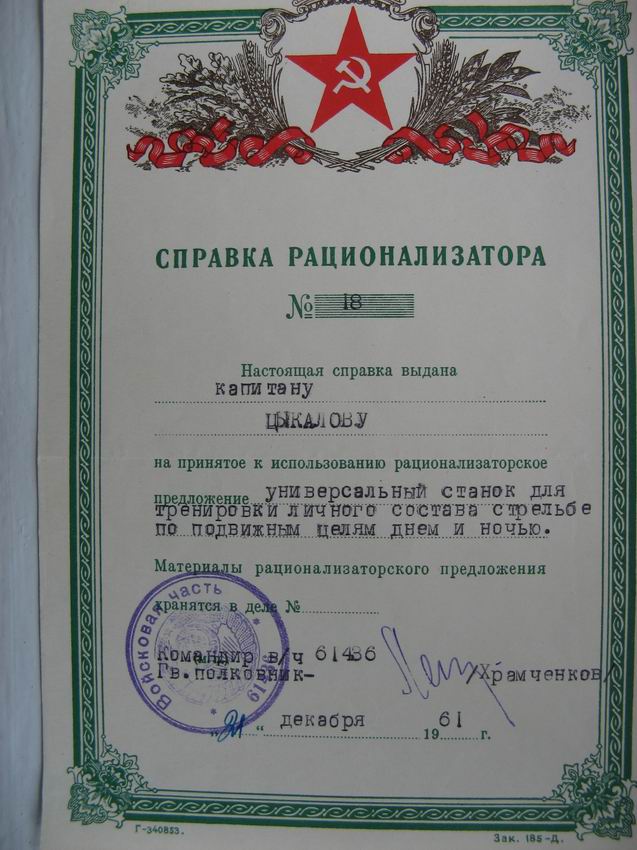 СПРАВКА РАЦИОНАЛИЗАТОРА
№ 18
Настоящая справка выдана
капитану
ЦЫКАЛОВУ
на принятое к использованию рационализаторское
предложение универсальный станок для
тренировки личного состава стрельбе
по подвижным целям днем и ночью.
Материалы рационализаторского предложения
хранятся в деле №
Войсковая часть
61436
Командир в/ч 61436
Гв.полковник- /Храмченков/
" 21 " декабря 19 61 г.
Г-340853. Зак. 185-Д.